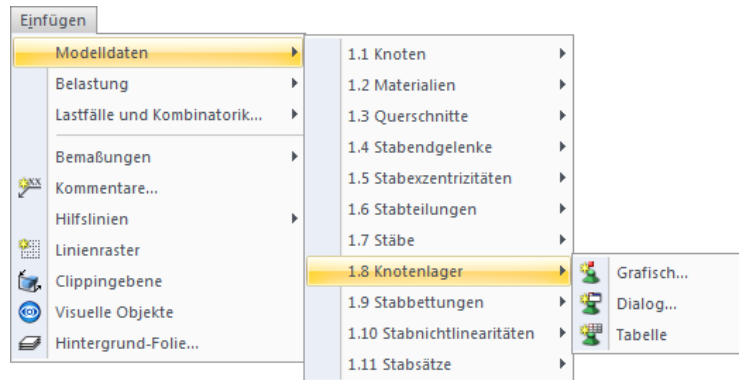 Einfügen
Modelldaten
Belastung
Lastfälle und Kombinatorik...
Bemaßungen
Kommentare...
Hilfslinien
Linienraster
Clippingebene
Visuelle Objekte
Hintergrund-Folie...
1.1 Knoten
1.2 Materialien
1.3 Querschnitte
1.4 Stabendgelenke
1.5 Stabexzentrizitäten
1.6 Stabteilungen
1.7 Stäbe
1.8 Knotenlager
1.9 Stabbettungen
1.10 Stabnichtlinearitäten
1.11 Stabsätze
Grafisch...
Dialog...
Tabelle